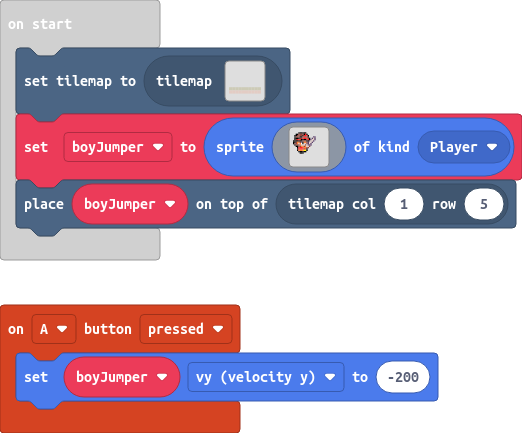 on start
set tilemap to tilemap
set boyJumper to sprite of kind Player
place boyJumper on top of tilemap col 1 row 5
on A button pressed
set boyJumper vy (velocity y) to -200